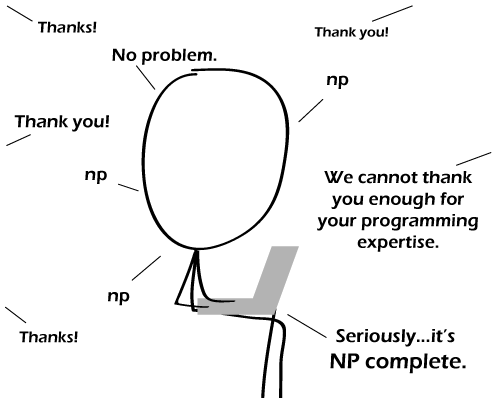 Thanks!
Thank you!
No problem.
np
Thank you!
np
We cannot thank
you enough for
your programming
expertise.
np
Thanks!
Seriously...it's
NP complete.